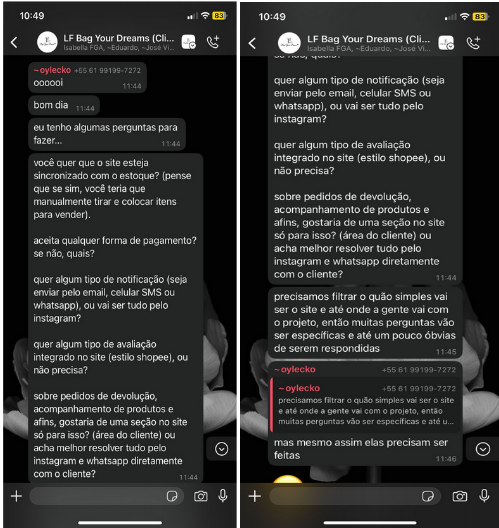 10:49
83
LF Bag Your Dreams (Cli...
Isabella FGA, ~Eduardo, ~José Vi...
~oylecko +55 61 99199-7272
oooooi
11:44
bom dia
11:44
eu tenho algumas perguntas para
fazer...
11:44
você quer que o site esteja
sincronizado com o estoque? (pense
que se sim, você teria que
manualmente tirar e colocar itens
para vender).
aceita qualquer forma de pagamento?
se não, quais?
quer algum tipo de notificação (seja
enviar pelo email, celular SMS ou
whatsapp), ou vai ser tudo pelo
instagram?
quer algum tipo de avaliação
integrado no site (estilo shopee), ou
não precisa?
sobre pedidos de devolução,
acompanhamento de produtos e
afins, gostaria de uma seção no site
só para isso? (área do cliente) ou
acha melhor resolver tudo pelo
instagram e whatsapp diretamente
com o cliente?
11:44
10:49
83
LF Bag Your Dreams (Cli...
Isabella FGA, ~Eduardo, ~José Vi...
se não, quais?
quer algum tipo de notificação (seja
enviar pelo email, celular SMS ou
whatsapp), ou vai ser tudo pelo
instagram?
quer algum tipo de avaliação
integrado no site (estilo shopee), ou
não precisa?
sobre pedidos de devolução,
acompanhamento de produtos e
afins, gostaria de uma seção no site
só para isso? (área do cliente) ou
acha melhor resolver tudo pelo
instagram e whatsapp diretamente
com o cliente?
11:44
precisamos filtrar o quão simples vai
ser o site e até onde a gente vai com
o projeto, então muitas perguntas vão
ser específicas e até um pouco óbvias
de serem respondidas
11:45
~oylecko +55 61 99199-7272
~oylecko +55 61 99199-7272
precisamos filtrar o quão simples vai ser o site
e até onde a gente vai com o projeto, então
muitas perguntas vão ser específicas e até u...
mas mesmo assim elas precisam ser
feitas
11:46